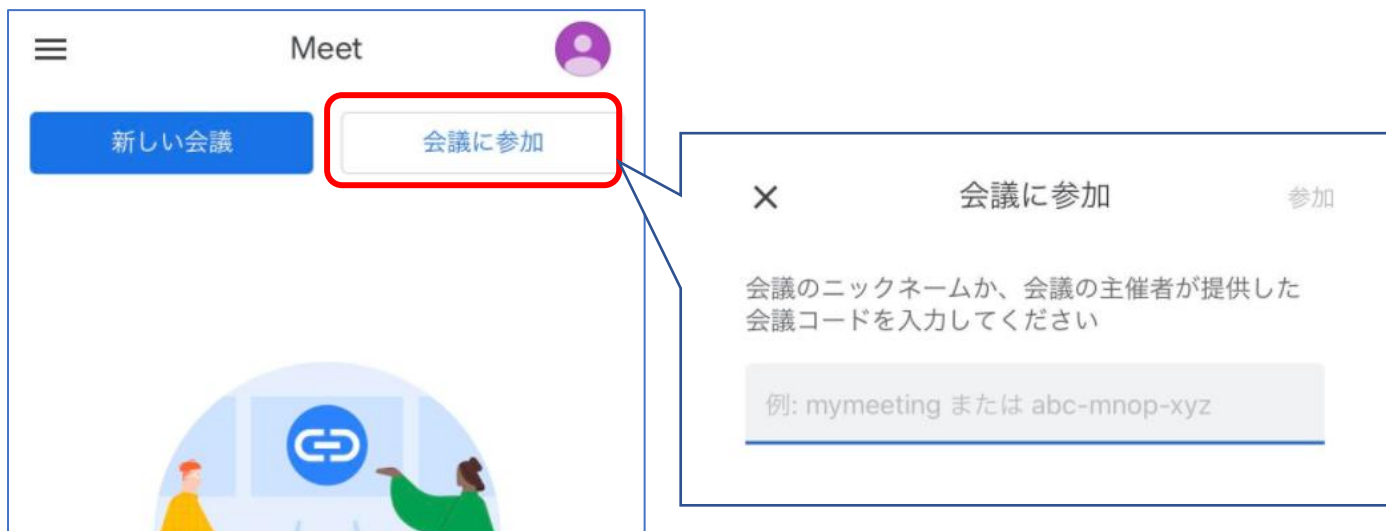 Meet
新しい会議
会議に参加
会議に参加
参加
会議のニックネームか、会議の主催者が提供した
会議コードを入力してください
例: mymeeting または abc-mnop-xyz